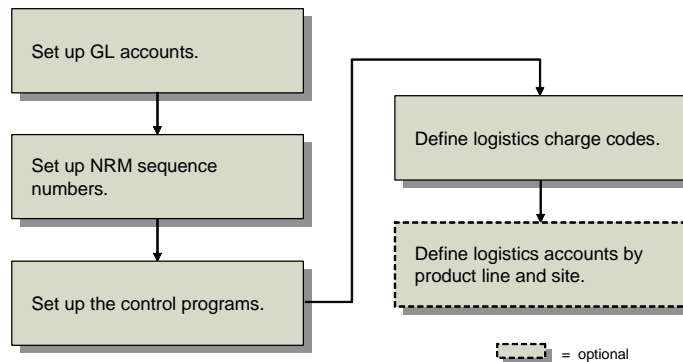 Set up GL accounts.
Set up NRM sequence
numbers.
Set up the control programs.
Define logistics charge codes.
Define logistics accounts by
product line and site.
= optional